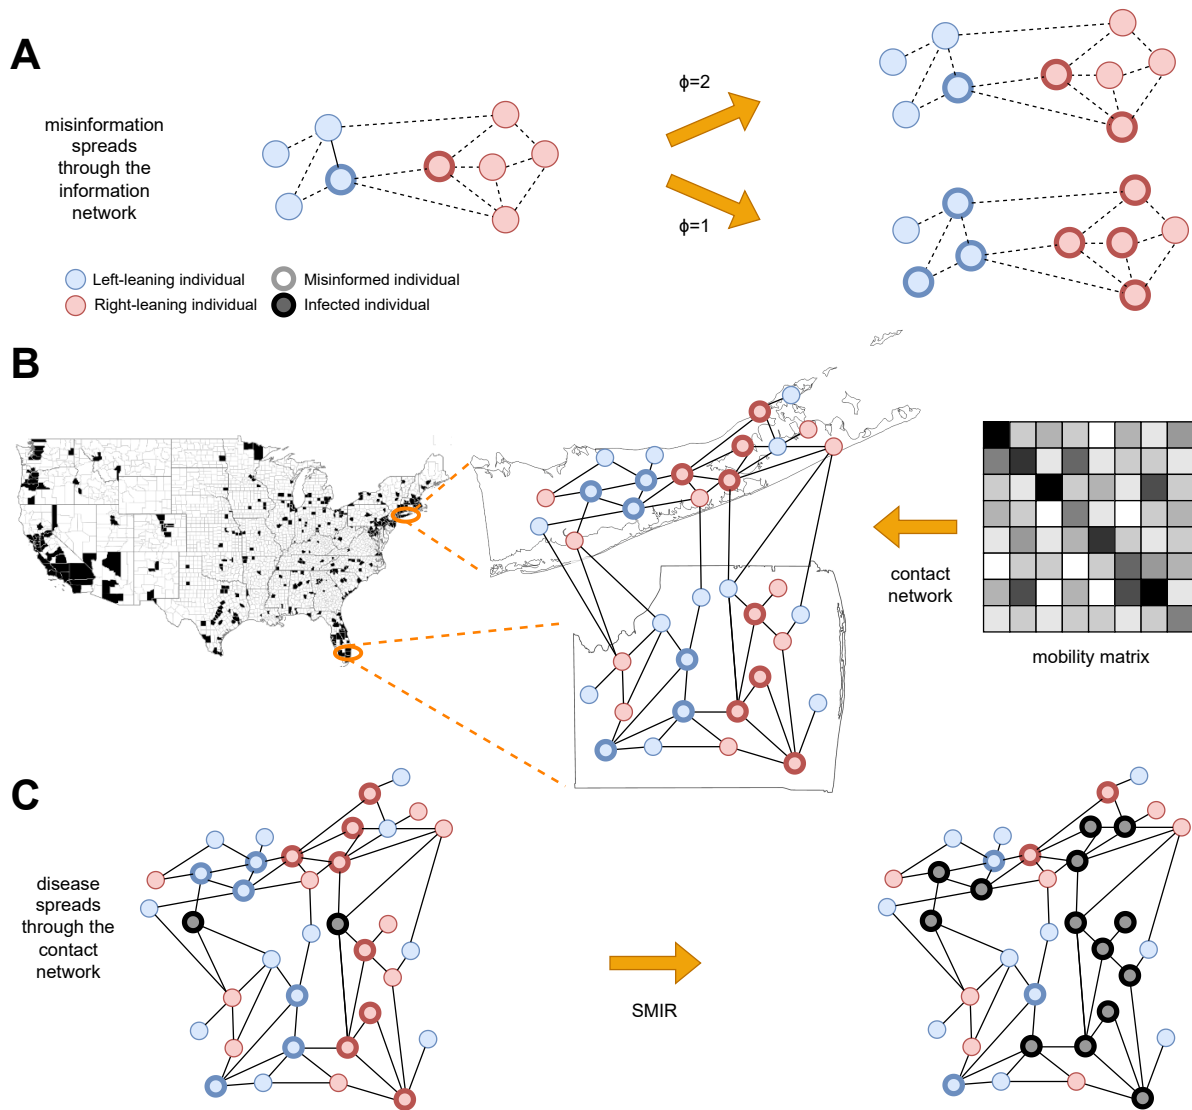 A
misinformation
spreads
through the
information
network
ϕ=2
ϕ=1
Left-leaning individual
Misinformed individual
Right-leaning individual
Infected individual
B
contact
network
mobility matrix
C
disease
spreads
through the
contact
network
SMIR